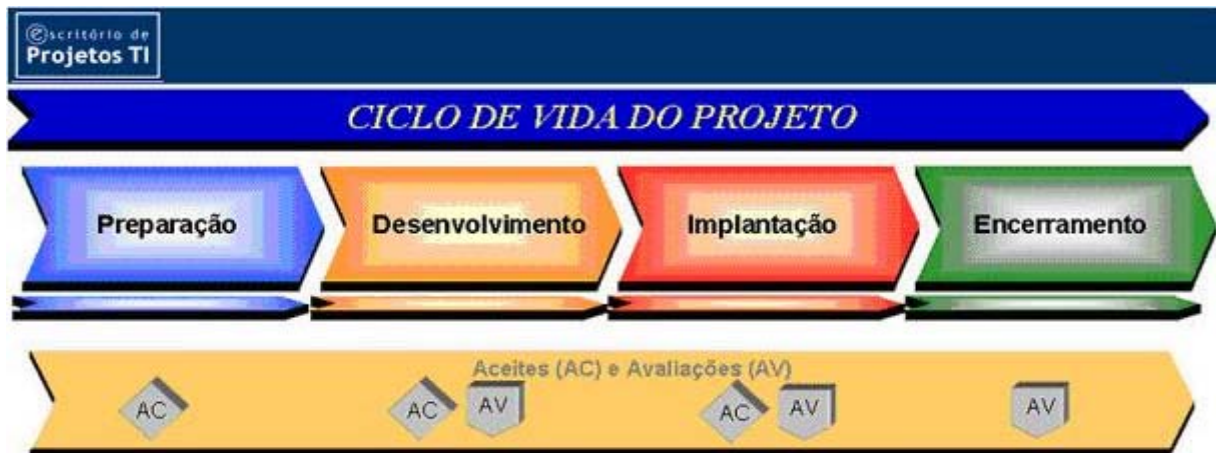 escritório de
Projetos TI
CICLO DE VIDA DO PROJETO
Preparação Desenvolvimento Implantação Encerramento
Aceites (AC) e Avaliações (AV)
AC AC AV AC AV AV